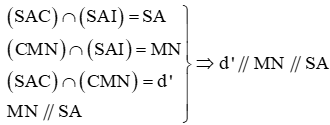 (SAC)∩(SAI)=SA
(CMN)∩(SAI)=MN
(SAC)∩(CMN)=d'
MN // SA
} ⇒ d' // MN // SA